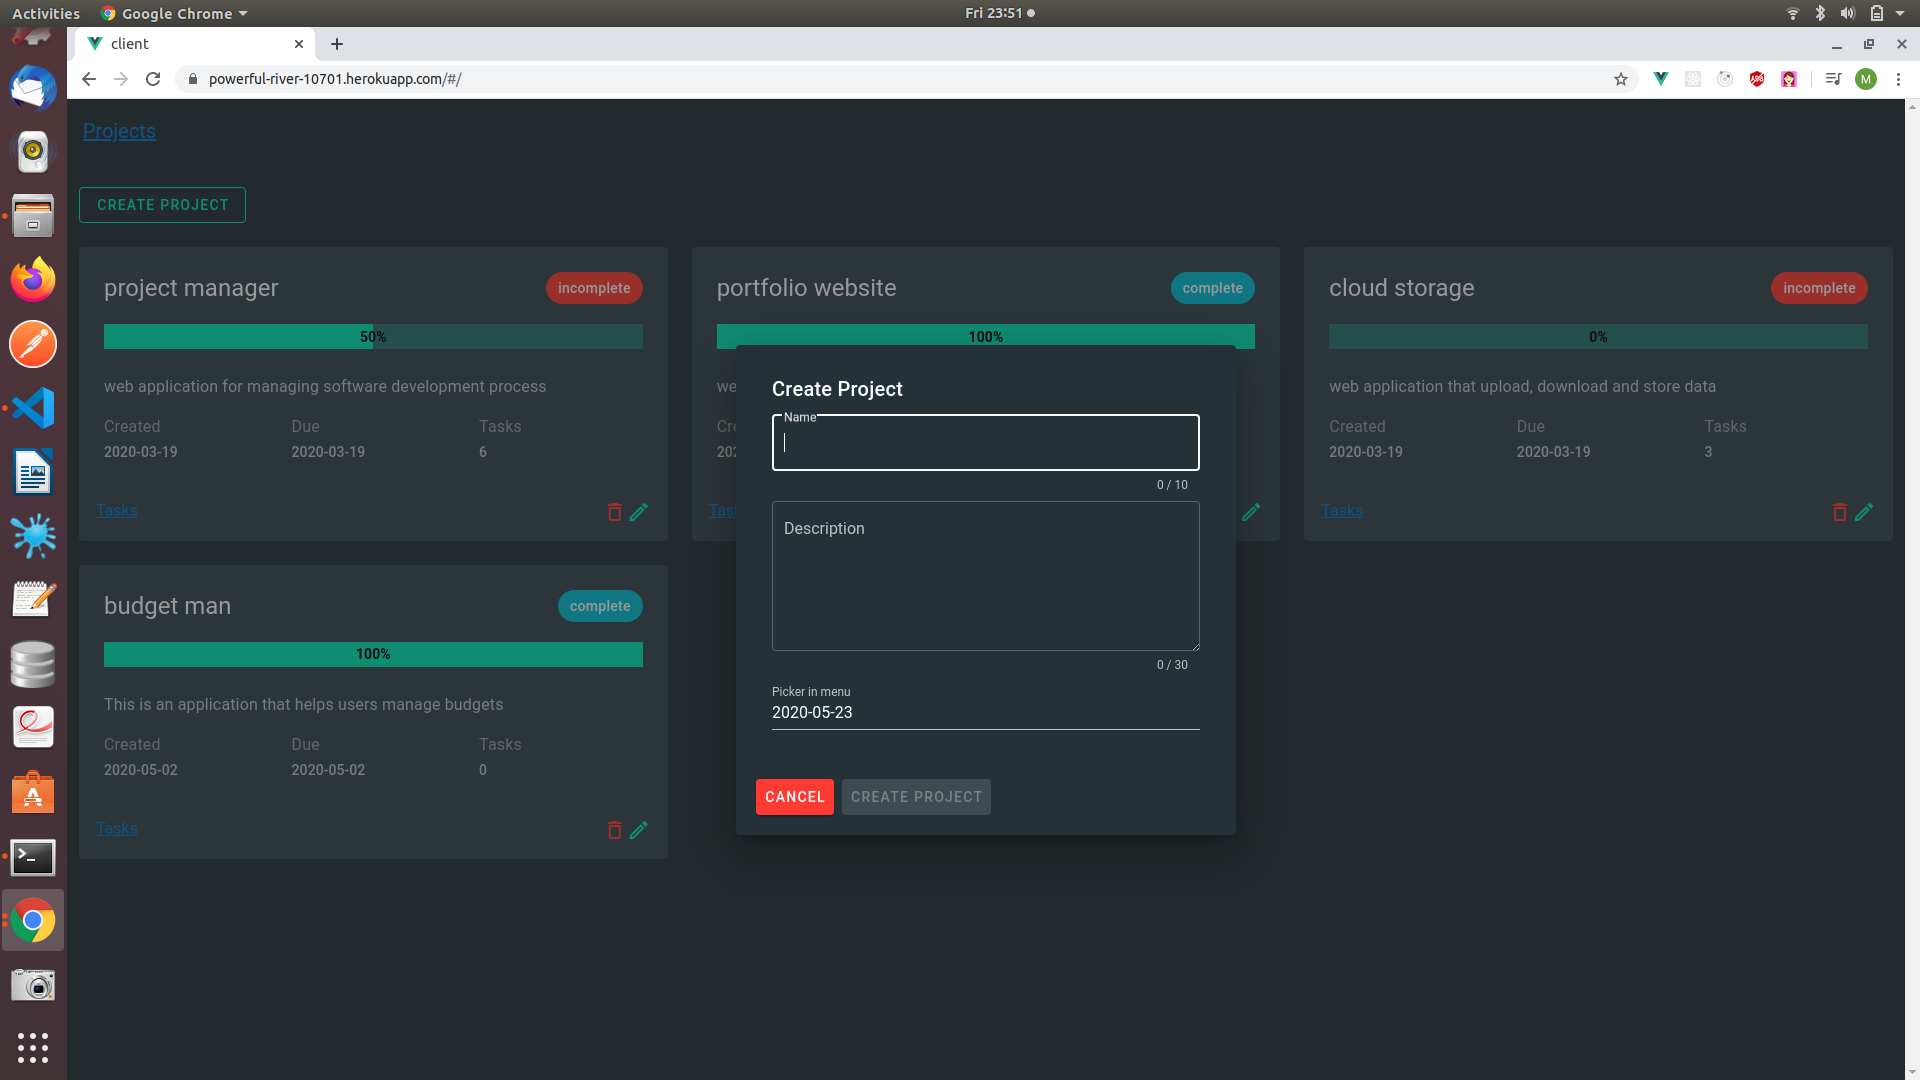 Activities Google Chrome Fri 23:51
client
powerful-river-10701.herokuapp.com/#/
ABP M
Projects
CREATE PROJECT
project manager incomplete
50%
web application for managing software development process
Created Due Tasks
2020-03-19 2020-03-19 6
Tasks
portfolio website complete
100%
we
Cre
202
Tas
cloud storage incomplete
0%
web application that upload, download and store data
Created Due Tasks
2020-03-19 2020-03-19 3
Tasks
budget man complete
100%
This is an application that helps users manage budgets
Created Due Tasks
2020-05-02 2020-05-02 0
Tasks
Create Project
Name
0 / 10
Description
0 / 30
Picker in menu
2020-05-23
CANCEL CREATE PROJECT